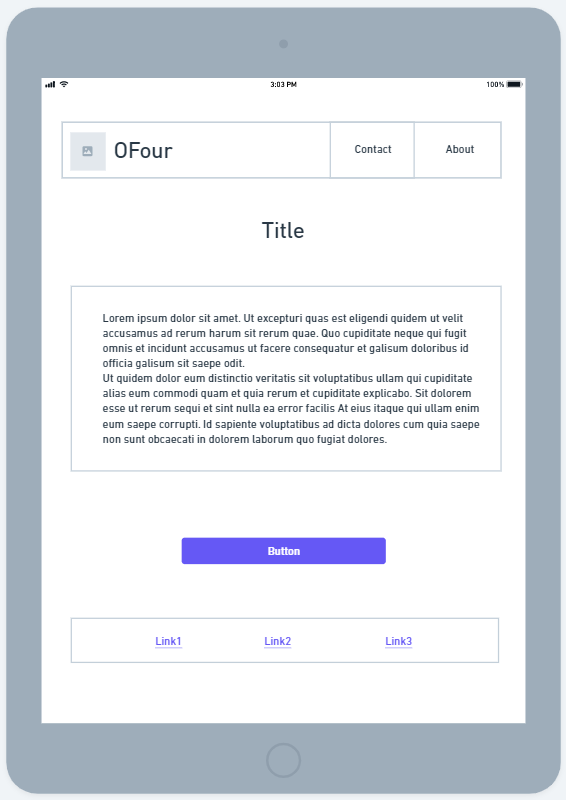 3:03 PM 100%
OFour Contact About
Title
Lorem ipsum dolor sit amet. Ut excepturi quas est eligendi quidem ut velit
accusamus ad rerum harum sit rerum quae. Quo cupiditate neque qui fugit
omnis et incidunt accusamus ut facere consequatur et galisum doloribus id
officia galisum sit saepe odit.
Ut quidem dolor eum distinctio veritatis sit voluptatibus ullam qui cupiditate
alias eum commodi quam et quia rerum et cupiditate explicabo. Sit dolorem
esse ut rerum sequi et sint nulla ea error facilis At eius itaque qui ullam enim
eum saepe corrupti. Id sapiente voluptatibus ad dicta dolores cum quia saepe
non sunt obcaecati in dolorem laborum quo fugiat dolores.
Button
Link1 Link2 Link3